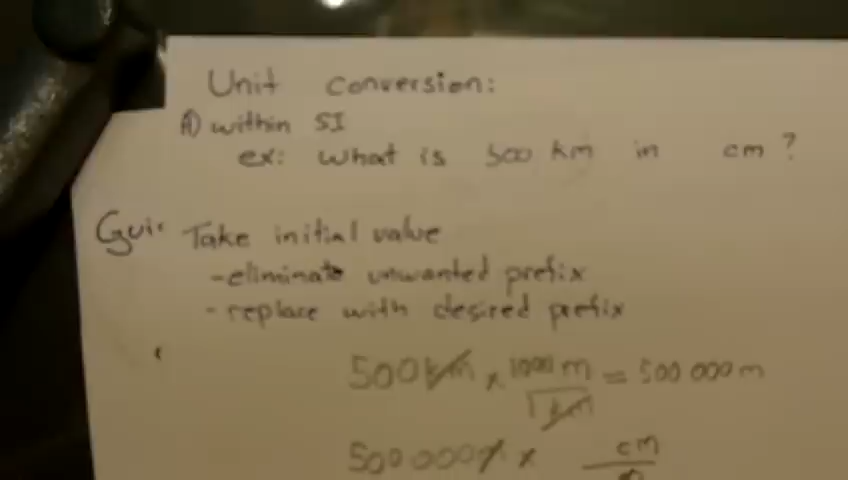 Unit conversion:
A) within SI
ex: What is 500 km in cm?
Take initial value
-eliminate unwanted prefix
-replace with desired prefix
500 km x 1000 m = 500 000 m
1 km
500 000 m x cm